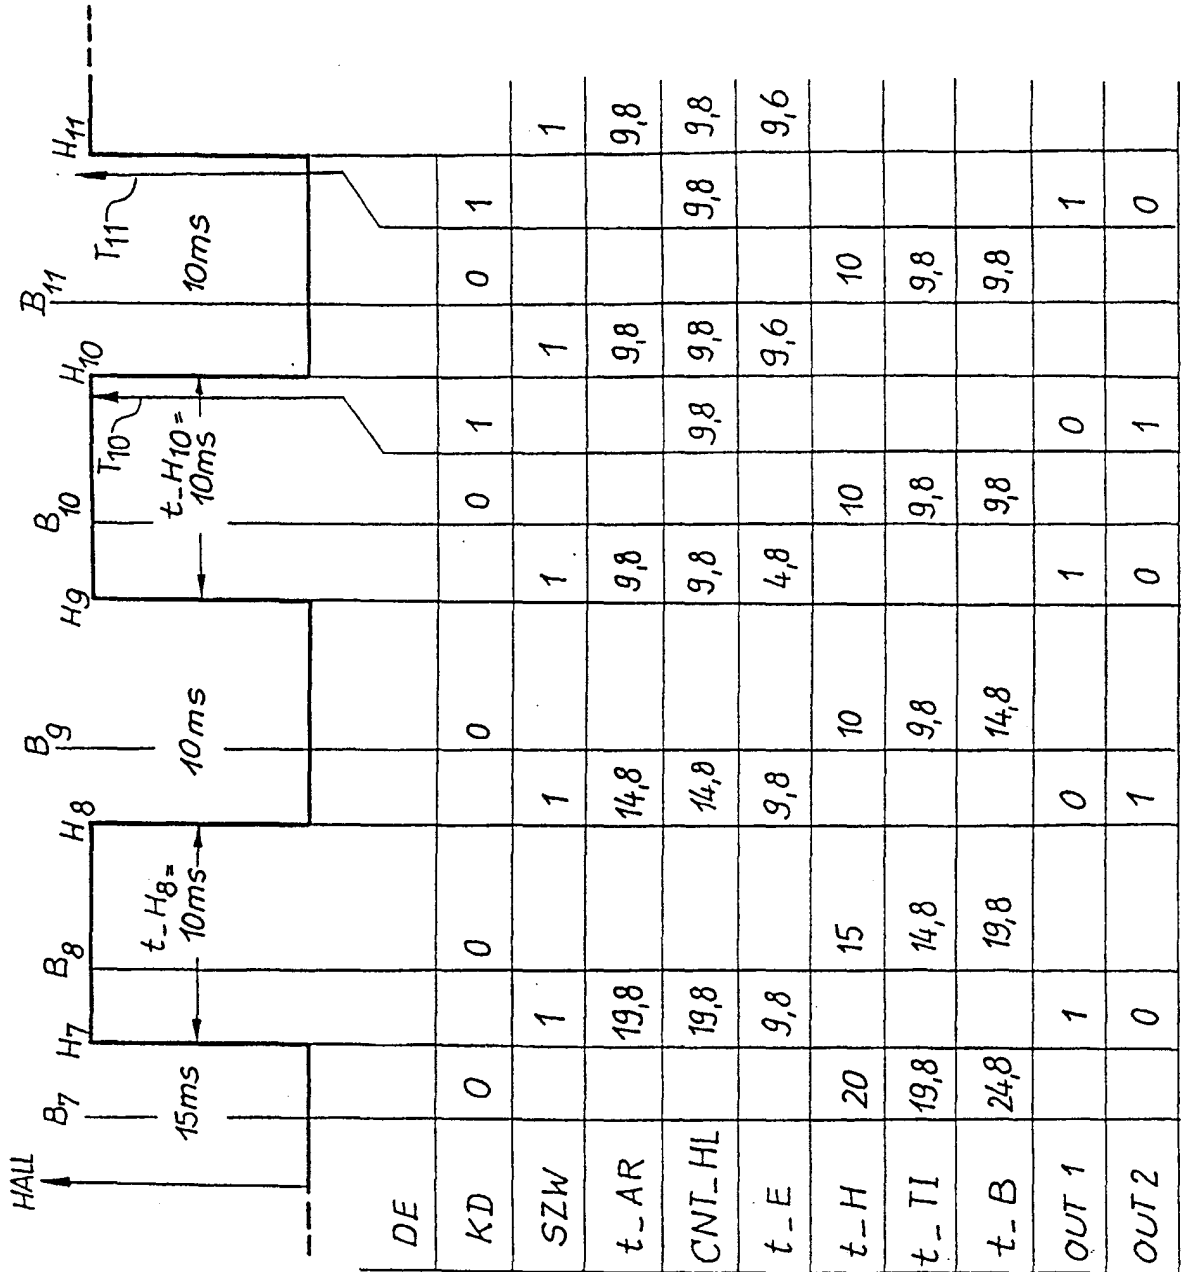 HALL B7 H7 B8 H8 B9 H9 B10 H10 B11 H11
T10 T11
15ms t_H8= 10ms 10ms t_H10= 10ms 10ms
DE
KD 0 0 0 0 1 0 1
SZW 1 1 1 1 1
t_AR 19,8 14,8 9,8 9,8 9,8
CNT_HL 19,8 14,8 9,8 9,8 9,8 9,8 9,8
t_E 9,8 9,8 4,8 9,6 9,6
t_H 20 15 10 10 10
t_TI 19,8 14,8 9,8 9,8 9,8
t_B 24,8 19,8 14,8 9,8 9,8
OUT 1 1 0 1 0 1
OUT 2 0 1 0 1 0